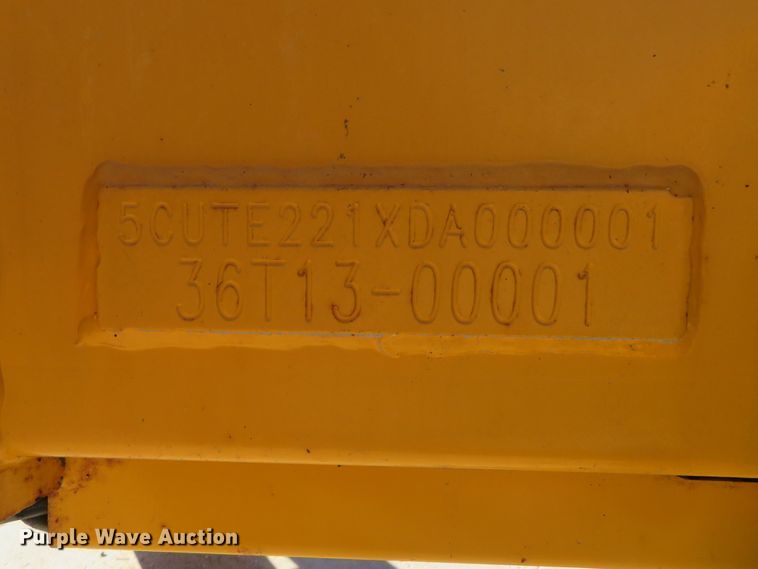 5CUTE221XDA000001
36T13-00001
Purple Wave Auction